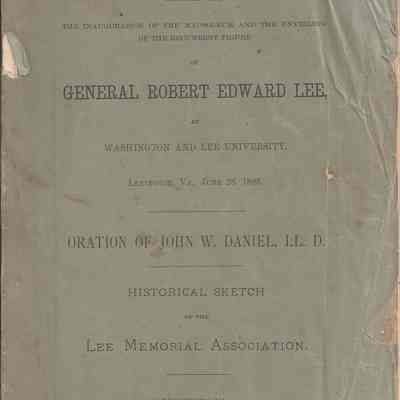 THE INAUGURATION OF THE MAUSOLEUM AND THE UNVEILING
OF THE RECUMBENT FIGURE
OF
GENERAL ROBERT EDWARD LEE,
AT
WASHINGTON AND LEE UNIVERSITY,
LEXINGTON, VA., JUNE 28, 1883.
ORATION OF JOHN W. DANIEL, LL. D.
HISTORICAL SKETCH
OF THE
LEE MEMORIAL ASSOCIATION.